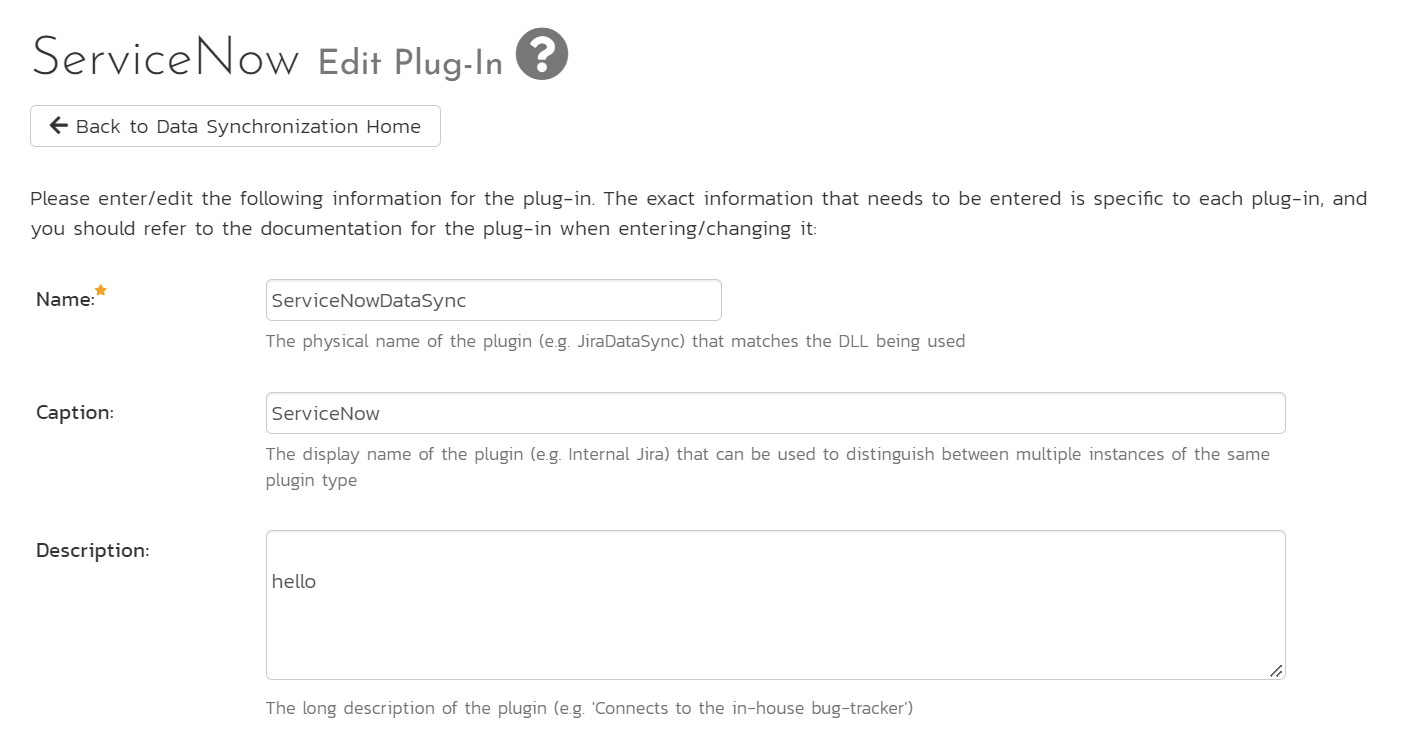 ServiceNow Edit Plug-In ?
Back to Data Synchronization Home
Please enter/edit the following information for the plug-in. The exact information that needs to be entered is specific to each plug-in, and
you should refer to the documentation for the plug-in when entering/changing it:
Name:
ServiceNowDataSync
The physical name of the plugin (e.g. JiraDataSync) that matches the DLL being used
Caption:
ServiceNow
The display name of the plugin (e.g. Internal Jira) that can be used to distinguish between multiple instances of the same
plugin type
Description:
hello
The long description of the plugin (e.g. 'Connects to the in-house bug-tracker')